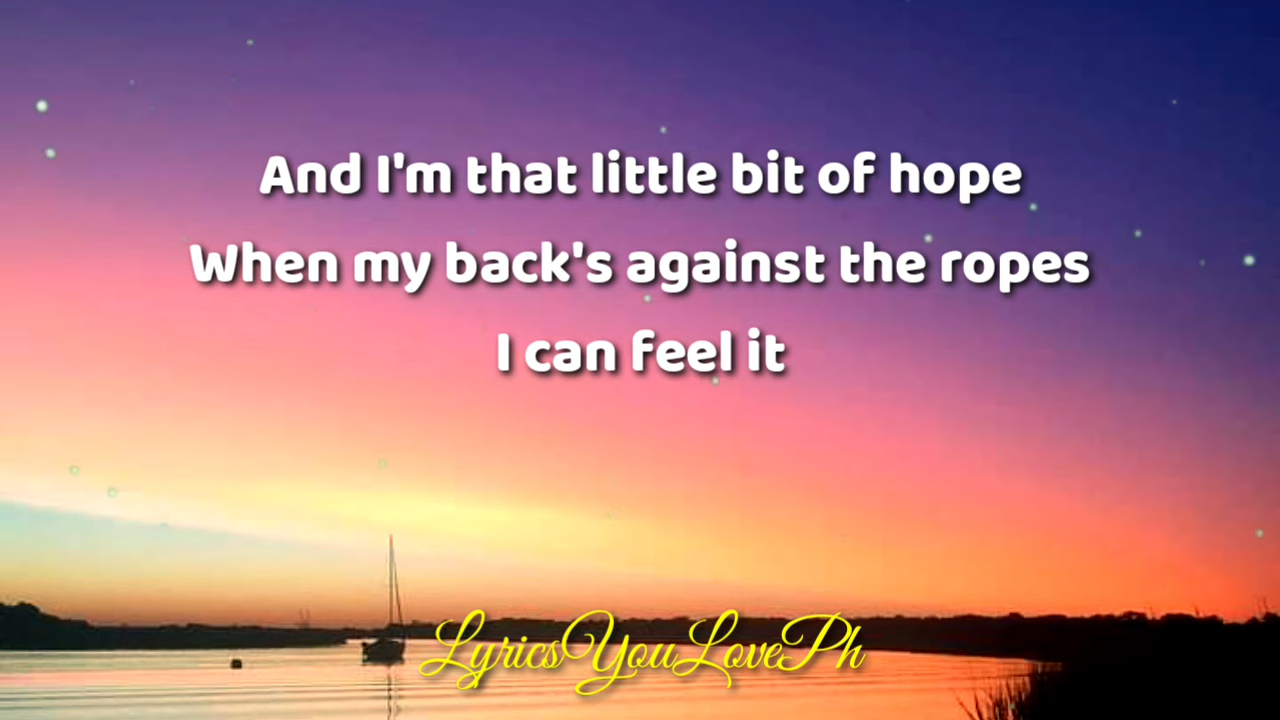 And I'm that little bit of hope
When my back's against the ropes
I can feel it
LyricsYouLovePh